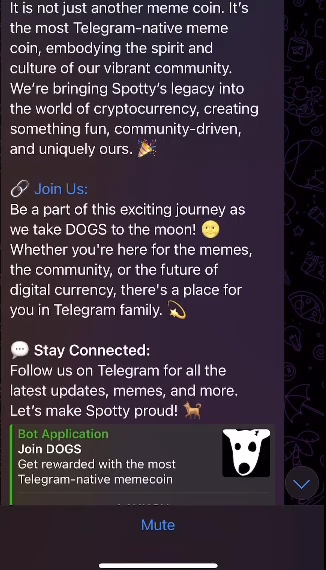 It is not just another meme coin. It’s
the most Telegram-native meme
coin, embodying the spirit and
culture of our vibrant community.
We’re bringing Spotty’s legacy into
the world of cryptocurrency, creating
something fun, community-driven,
and uniquely ours. 🎉
🔗 Join Us:
Be a part of this exciting journey as
we take DOGS to the moon! 🌕
Whether you're here for the memes,
the community, or the future of
digital currency, there's a place for
you in Telegram family. 💫
💬 Stay Connected:
Follow us on Telegram for all the
latest updates, memes, and more.
Let’s make Spotty proud! 🐕
Bot Application
Join DOGS
Get rewarded with the most
Telegram-native memecoin
Mute